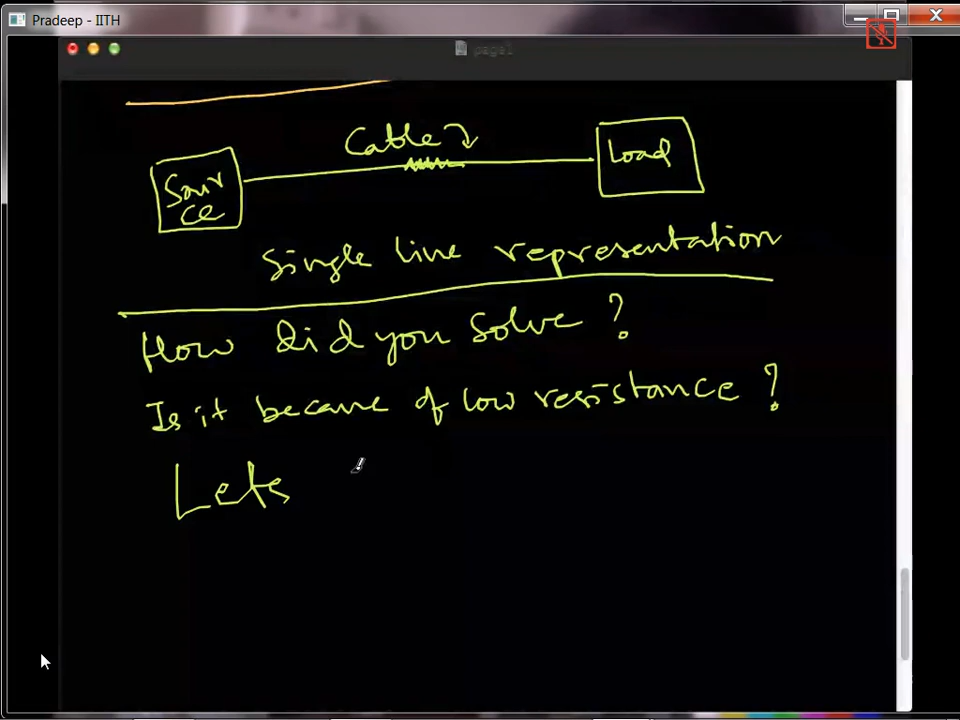 Pradeep - IITH
page1
Cable
Load
Sour
ce
Single line representation
How did you solve ?
Is it because of low resistance ?
Lets